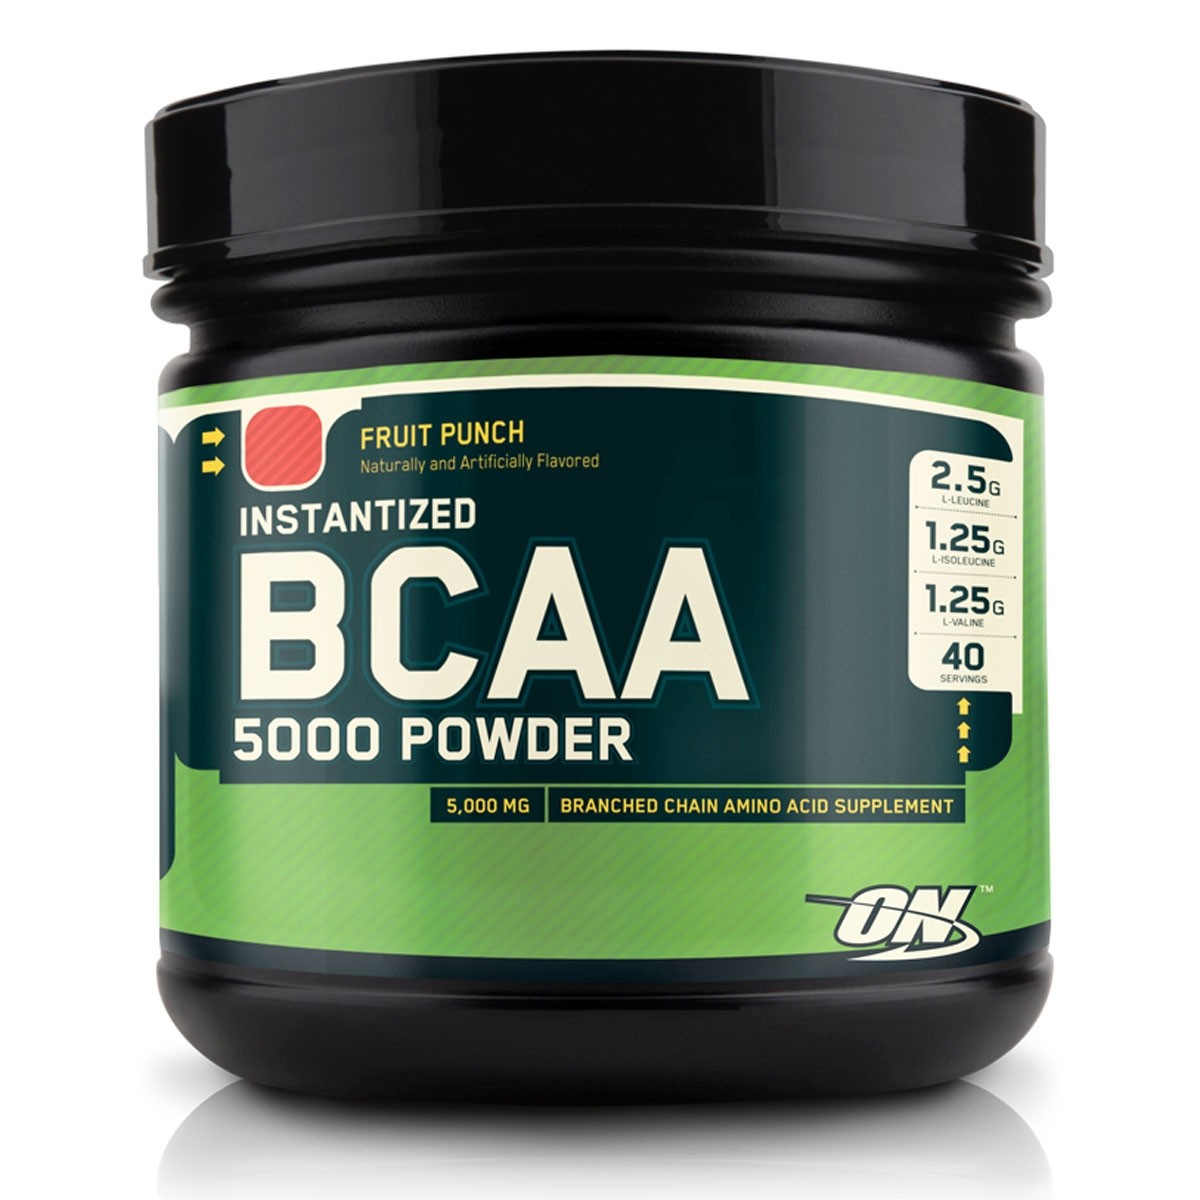 FRUIT PUNCH
Naturally and Artificially Flavored
INSTANTIZED
BCAA
5000 POWDER
5,000 MG
BRANCHED CHAIN AMINO ACID SUPPLEMENT
2.5G
L-LEUCINE
1.25G
L-ISOLEUCINE
1.25G
L-VALINE
40
SERVINGS
ON™